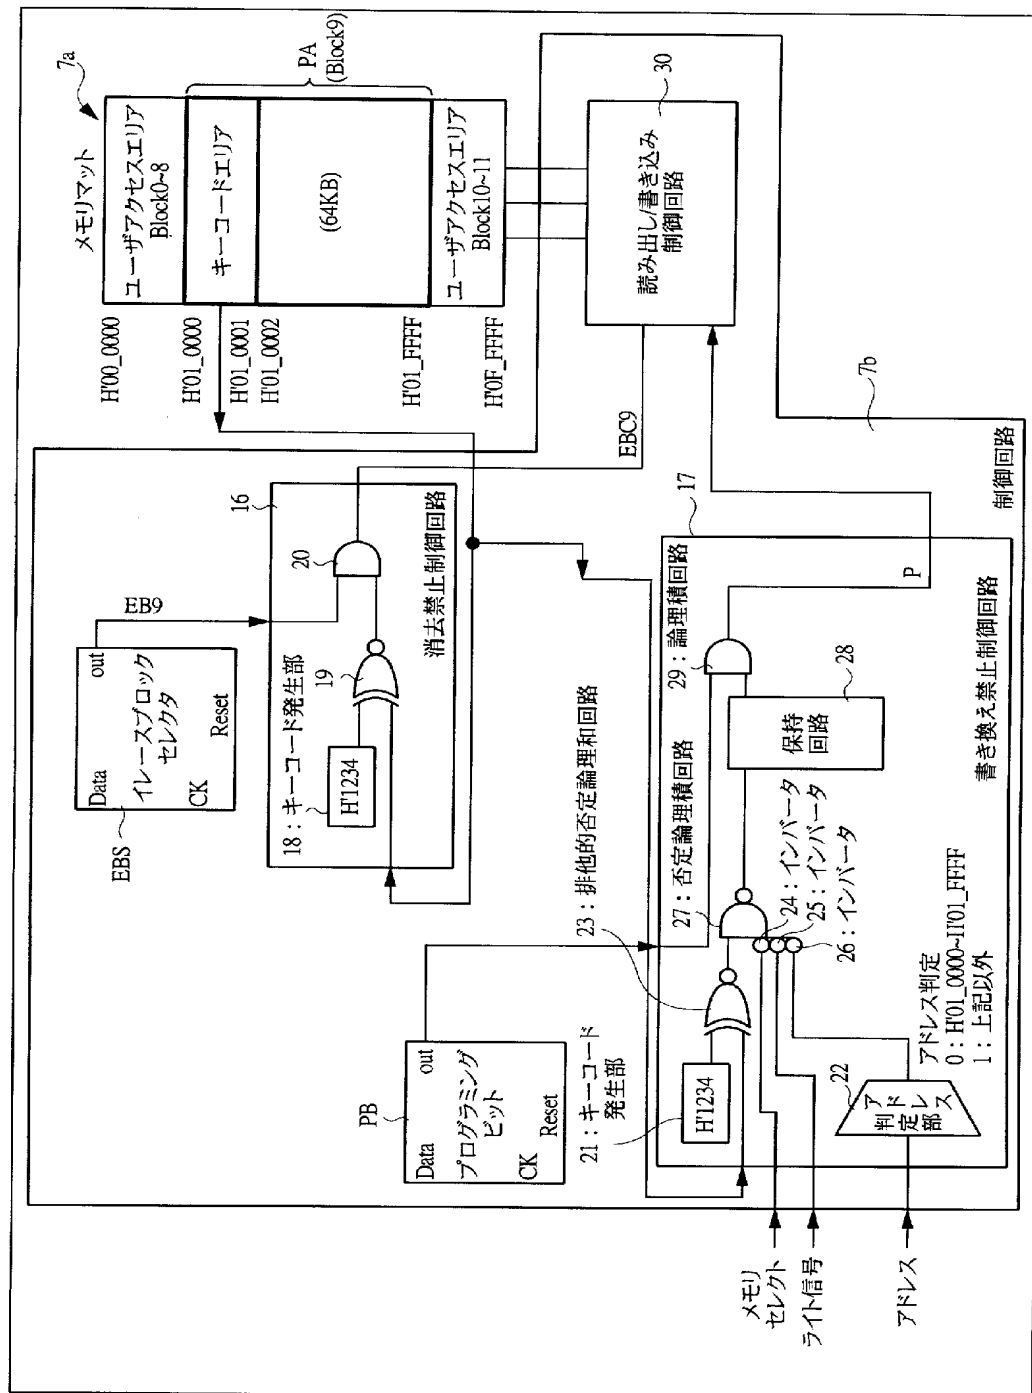 メモリマット
7a
H'00_0000
ユーザアクセスエリア
Block0~8
H'01_0000
キーコードエリア
H'01_0001
H'01_0002
(64KB)
PA
(Block9)
H'01_FFFF
ユーザアクセスエリア
Block10~11
H'0F_FFFF
読み出し/書き込み
制御回路
30
EBC9
EBS
Data
out
イレースブロック
セレクタ
CK
Reset
EB9
16
18：キーコード発生部
H'1234
19
20
消去禁止制御回路
PB
Data
out
プログラミング
ビット
CK
Reset
17
21：キーコード
発生部
H'1234
23：排他的否定論理和回路
27：否定論理積回路
29：論理積回路
24：インバータ
25：インバータ
26：インバータ
保持
回路
28
P
22
アドレス
判定部
アドレス判定
0：H'01_0000~H'01_FFFF
1：上記以外
書き換え禁止制御回路
制御回路
7b
メモリ
セレクト
ライト信号
アドレス